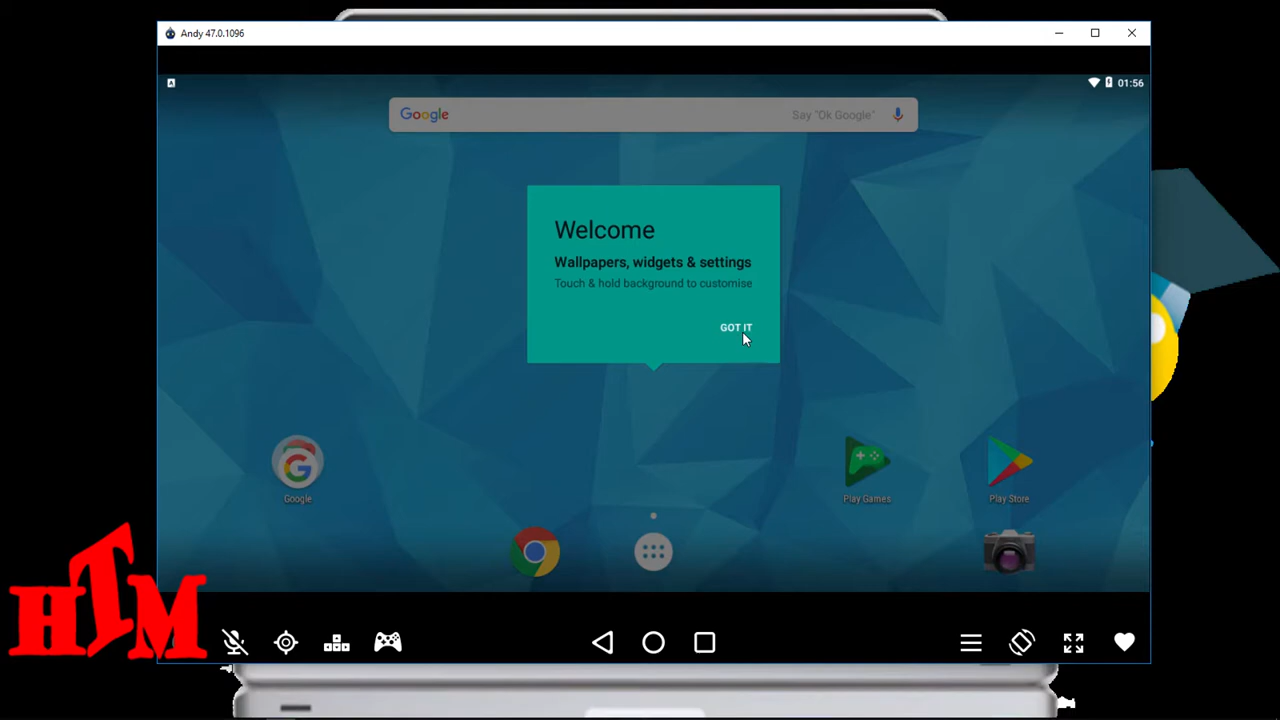 Andy 47.0.1096
A
01:56
Google
Say "Ok Google"
Welcome
Wallpapers, widgets & settings
Touch & hold background to customise
GOT IT
Google
Play Games
Play Store
HTM